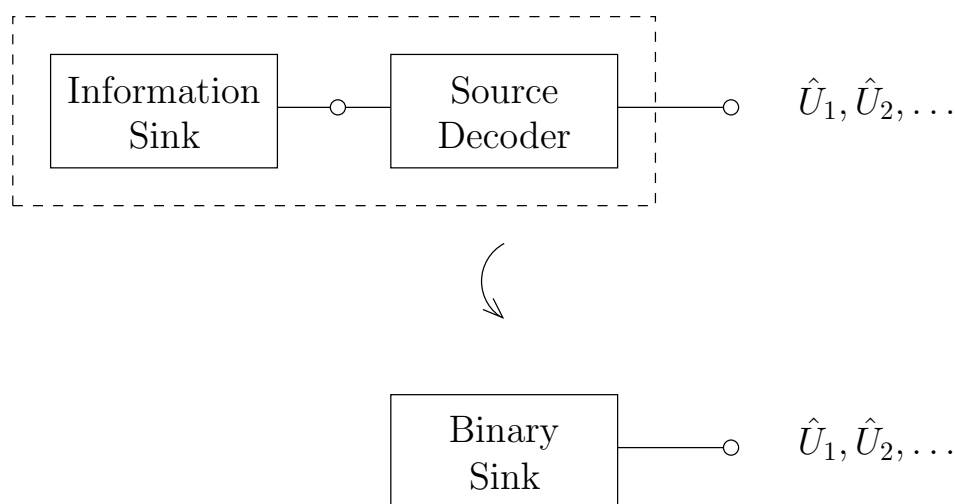 Information
Sink
Source
Decoder
Û₁, Û₂, …
Binary
Sink
Û₁, Û₂, …